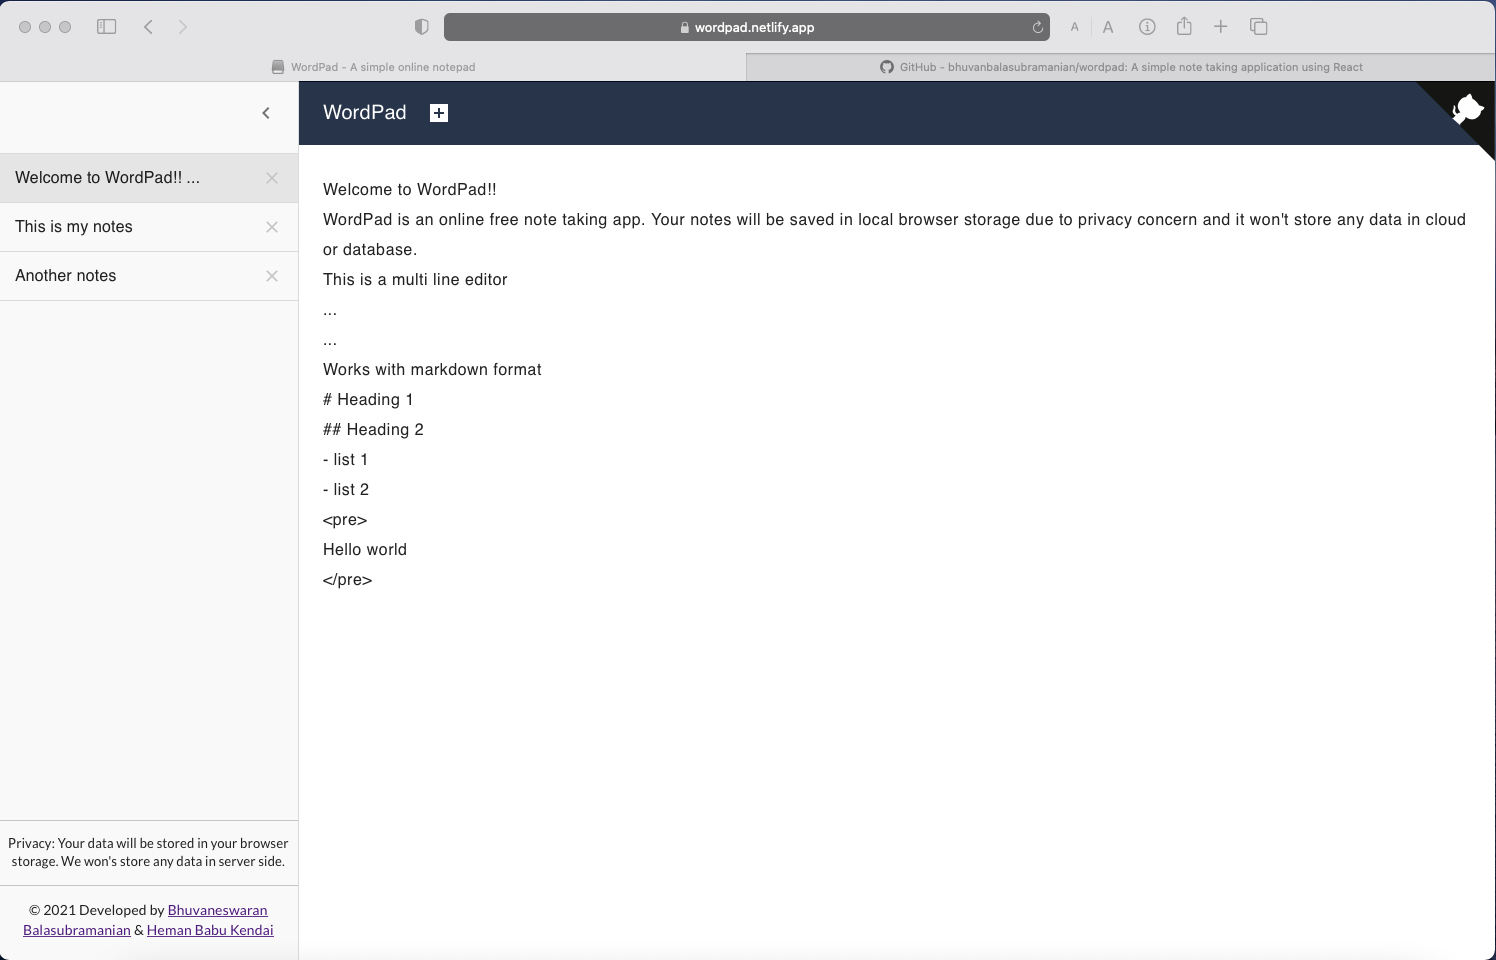 wordpad.netlify.app
A A
WordPad - A simple online notepad
GitHub - bhuvanbalasubramanian/wordpad: A simple note taking application using React
WordPad
Welcome to WordPad!! ...
This is my notes
Another notes
Welcome to WordPad!!
WordPad is an online free note taking app. Your notes will be saved in local browser storage due to privacy concern and it won't store any data in cloud
or database.
This is a multi line editor
...
...
Works with markdown format
# Heading 1
## Heading 2
- list 1
- list 2
<pre>
Hello world
</pre>
Privacy: Your data will be stored in your browser
storage. We won's store any data in server side.
© 2021 Developed by Bhuvaneswaran
Balasubramanian & Heman Babu Kendai